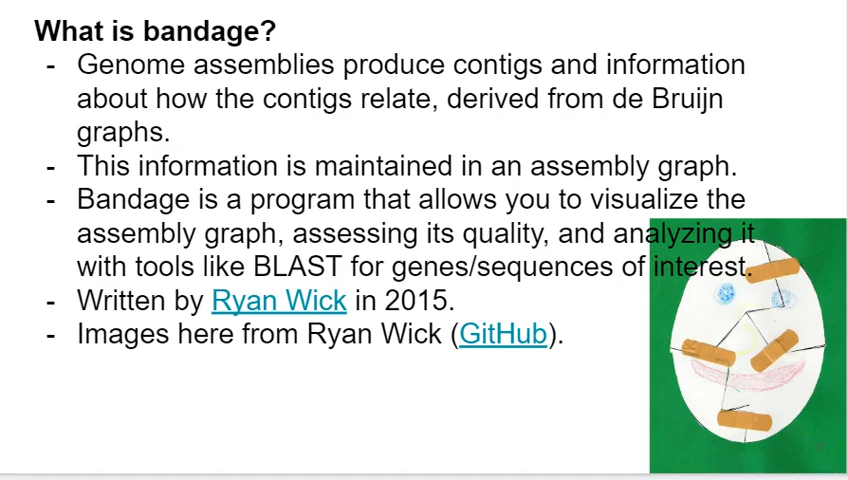 What is bandage?
- Genome assemblies produce contigs and information
about how the contigs relate, derived from de Bruijn
graphs.
- This information is maintained in an assembly graph.
- Bandage is a program that allows you to visualize the
assembly graph, assessing its quality, and analyzing it
with tools like BLAST for genes/sequences of interest.
- Written by Ryan Wick in 2015.
- Images here from Ryan Wick (GitHub).